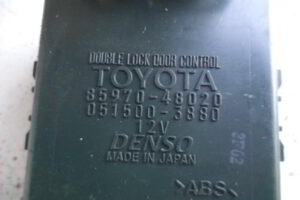 DOUBLE LOCK DOOR CONTROL
TOYOTA
85970-48020
051500-3880
12V
DENSO
MADE IN JAPAN
>ABS<